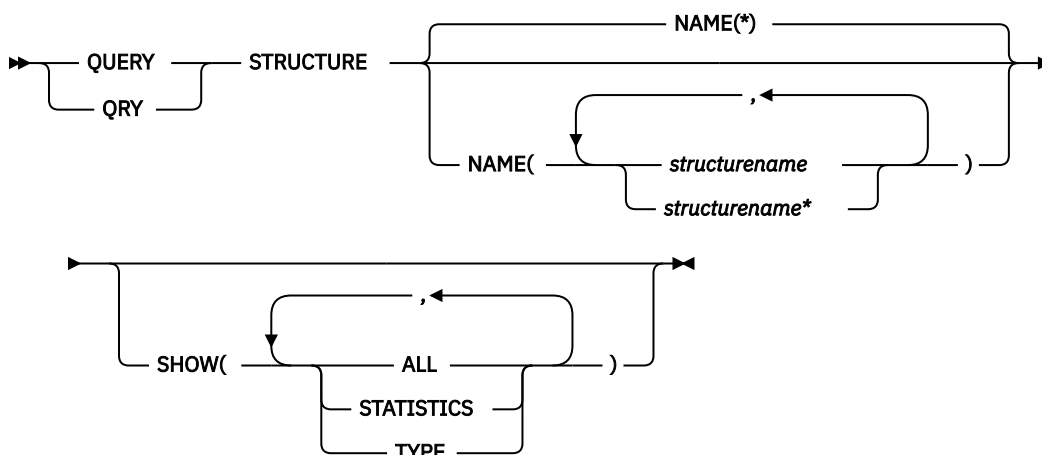 NAME(*)
QUERY STRUCTURE
QRY
,
NAME( structurename )
structurename*
,
SHOW( ALL )
STATISTICS
TYPE